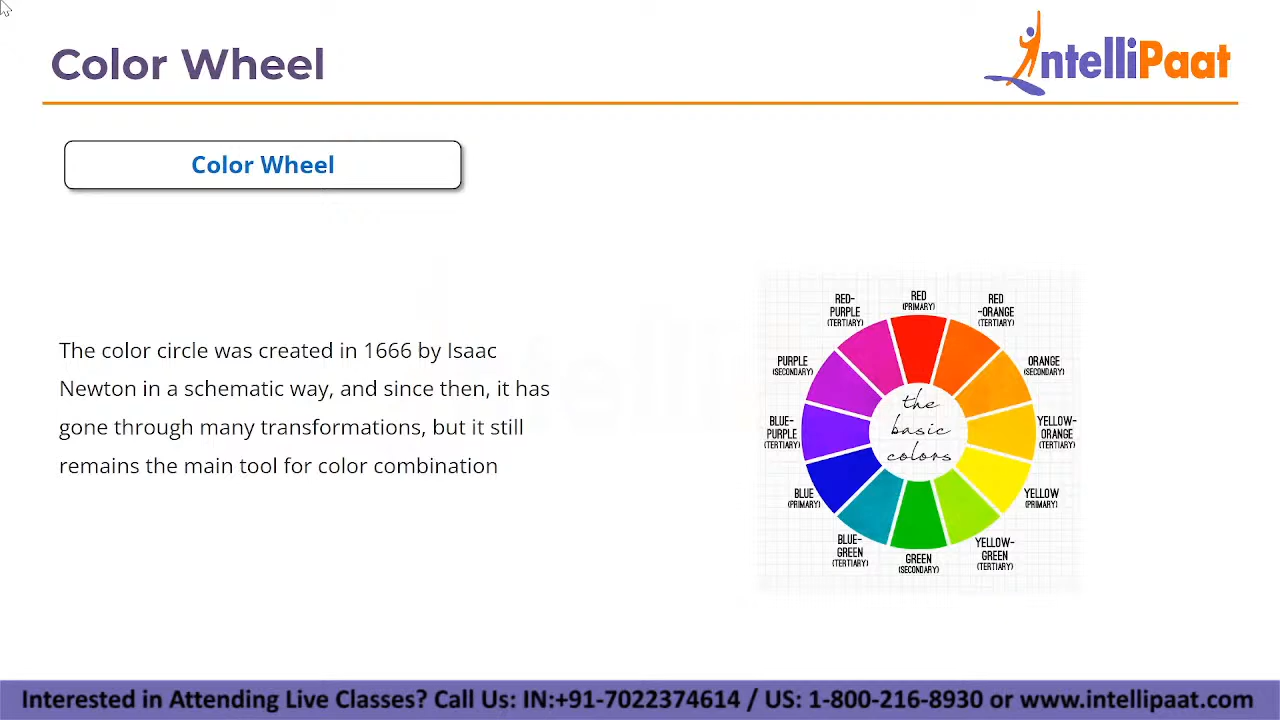 Color Wheel
IntelliPaat
Color Wheel
The color circle was created in 1666 by Isaac
Newton in a schematic way, and since then, it has
gone through many transformations, but it still
remains the main tool for color combination
RED
(PRIMARY)
RED
-ORANGE
(TERTIARY)
ORANGE
(SECONDARY)
YELLOW-
ORANGE
(TERTIARY)
YELLOW
(PRIMARY)
YELLOW-
GREEN
(TERTIARY)
GREEN
(SECONDARY)
BLUE-
GREEN
(TERTIARY)
BLUE
(PRIMARY)
BLUE-
PURPLE
(TERTIARY)
PURPLE
(SECONDARY)
RED-
PURPLE
(TERTIARY)
the
basic
colors
Interested in Attending Live Classes? Call Us: IN:+91-7022374614 / US: 1-800-216-8930 or www.intellipaat.com